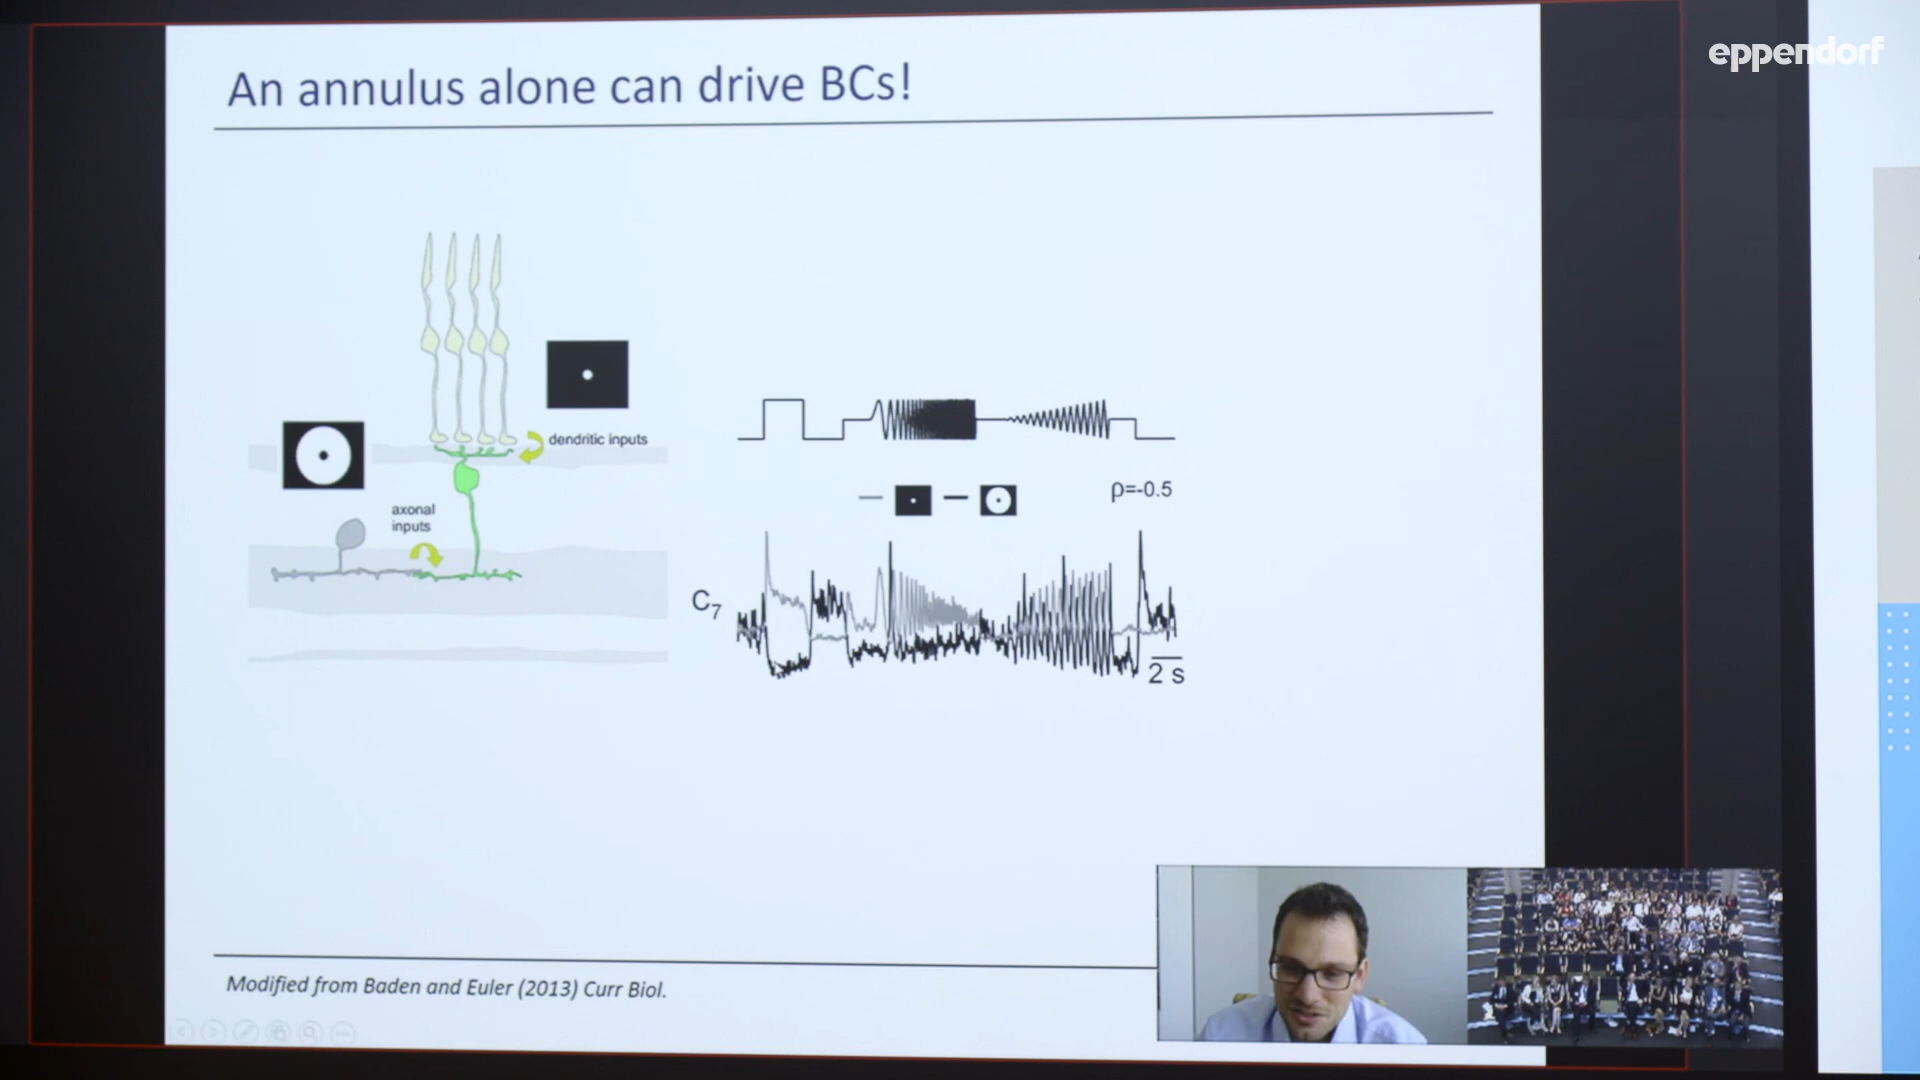 eppendorf
An annulus alone can drive BCs!
dendritic inputs
axonal
inputs
ρ=-0.5
C7
2 s
Modified from Baden and Euler (2013) Curr Biol.